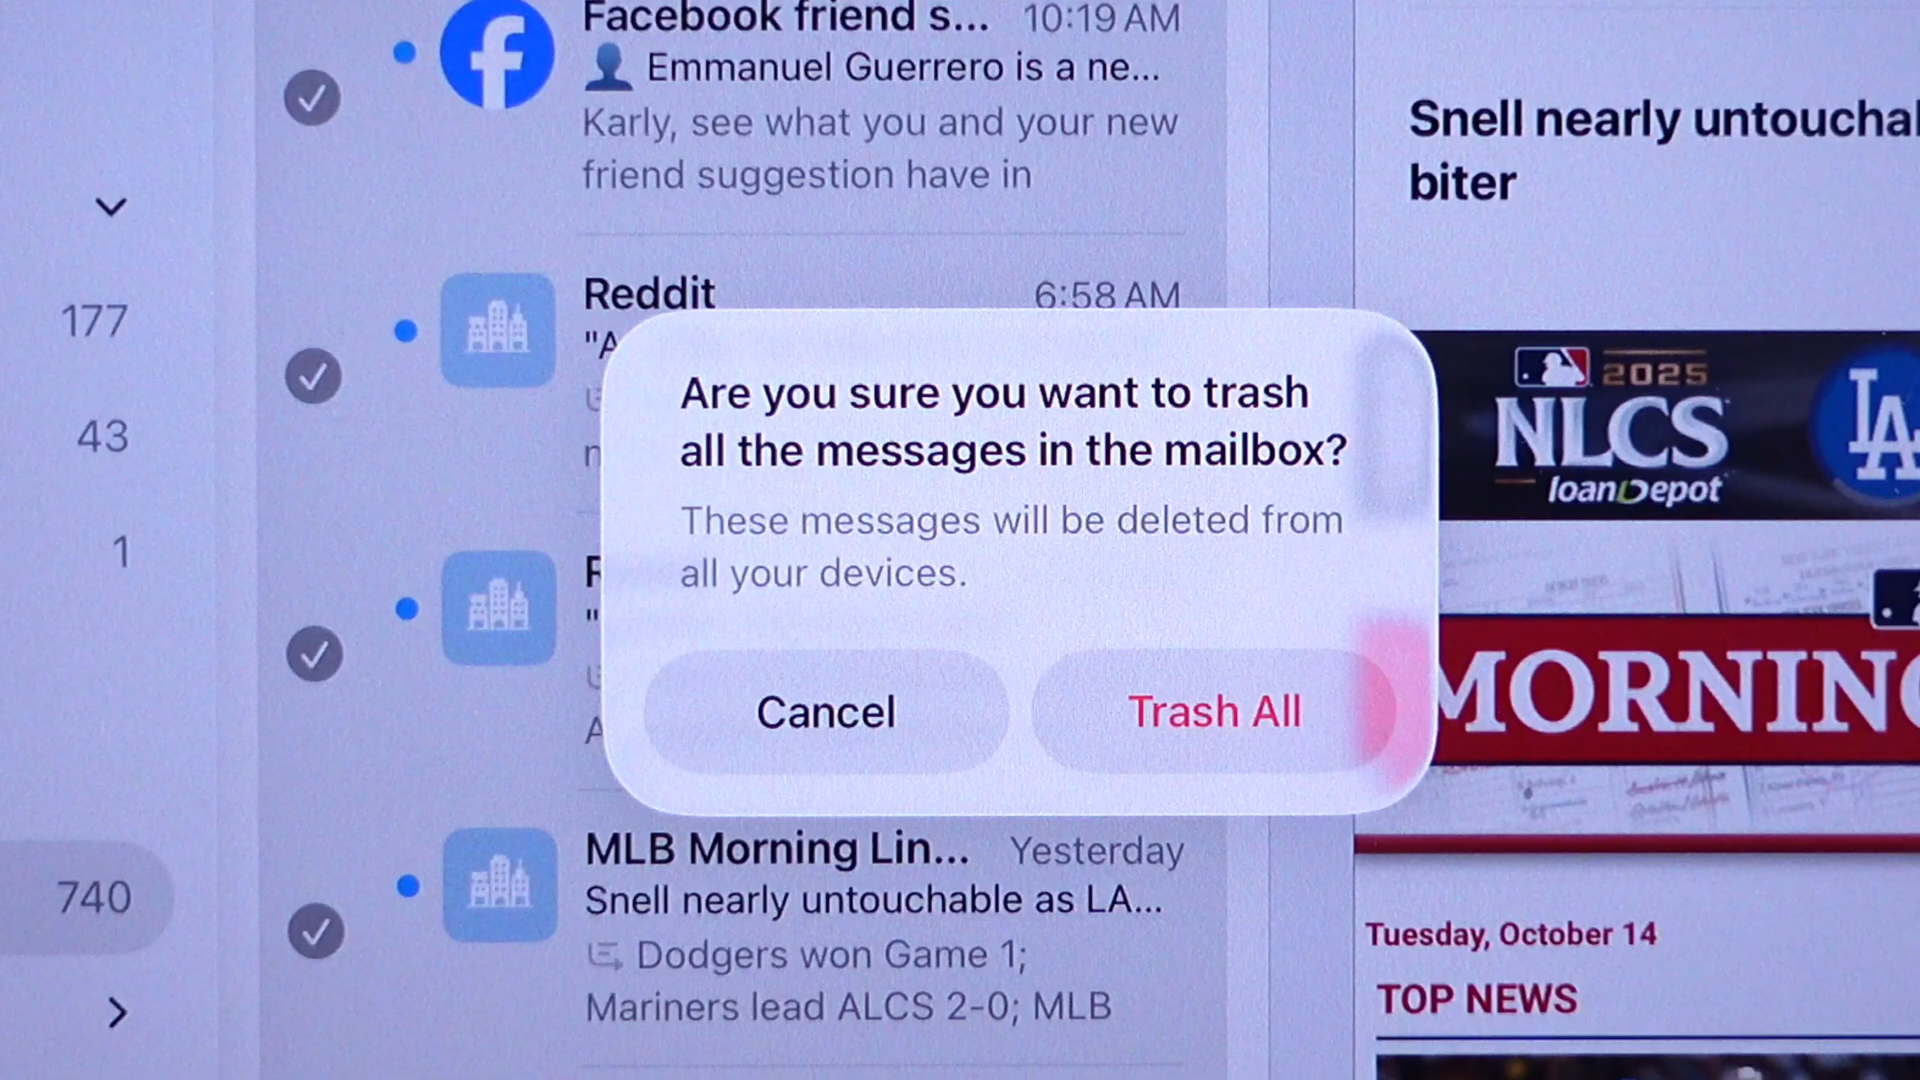 Facebook friend s... 10:19 AM
Emmanuel Guerrero is a ne...
Karly, see what you and your new
friend suggestion have in
177
43
1
740
Reddit 6:58 AM
"A
Are you sure you want to trash
all the messages in the mailbox?
These messages will be deleted from
all your devices.
Cancel
Trash All
MLB Morning Lin... Yesterday
Snell nearly untouchable as LA...
Dodgers won Game 1;
Mariners lead ALCS 2-0; MLB
Snell nearly untouchab
biter
2025
NLCS
loanDepot
LA
MORNING
Tuesday, October 14
TOP NEWS